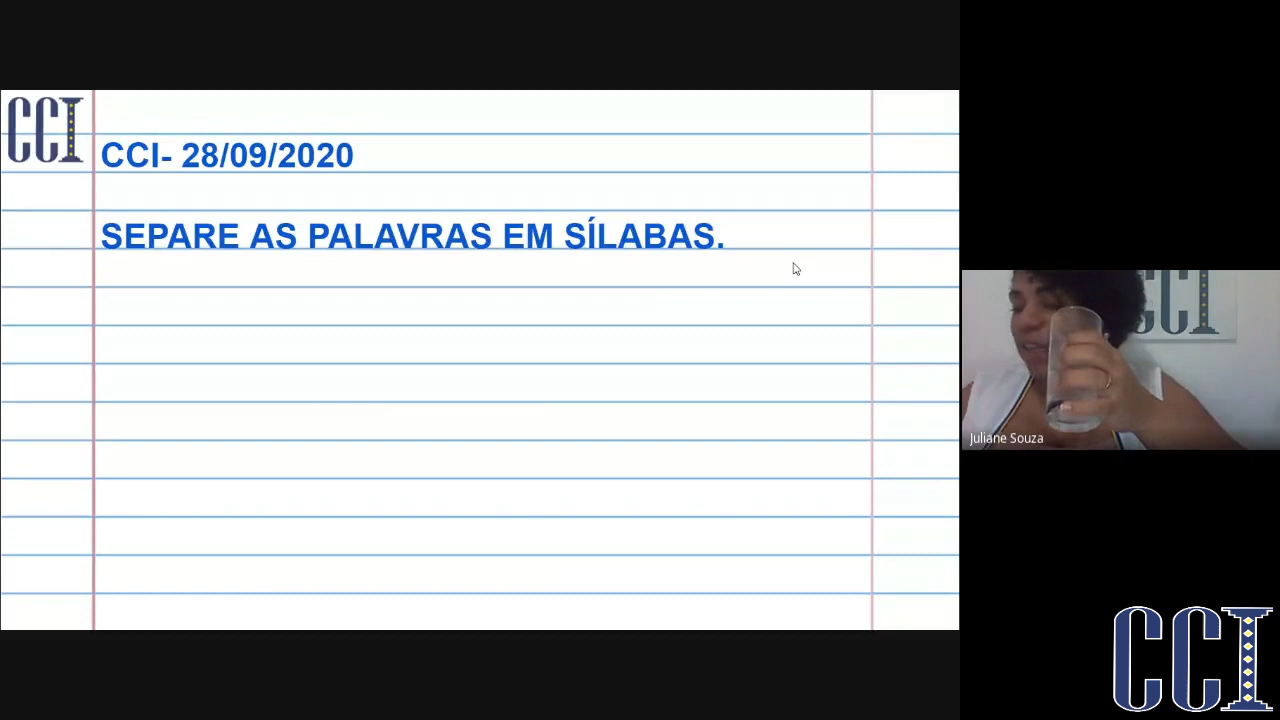 CCI
CCI- 28/09/2020
SEPARE AS PALAVRAS EM SÍLABAS.
CCI
Juliane Souza
CCI